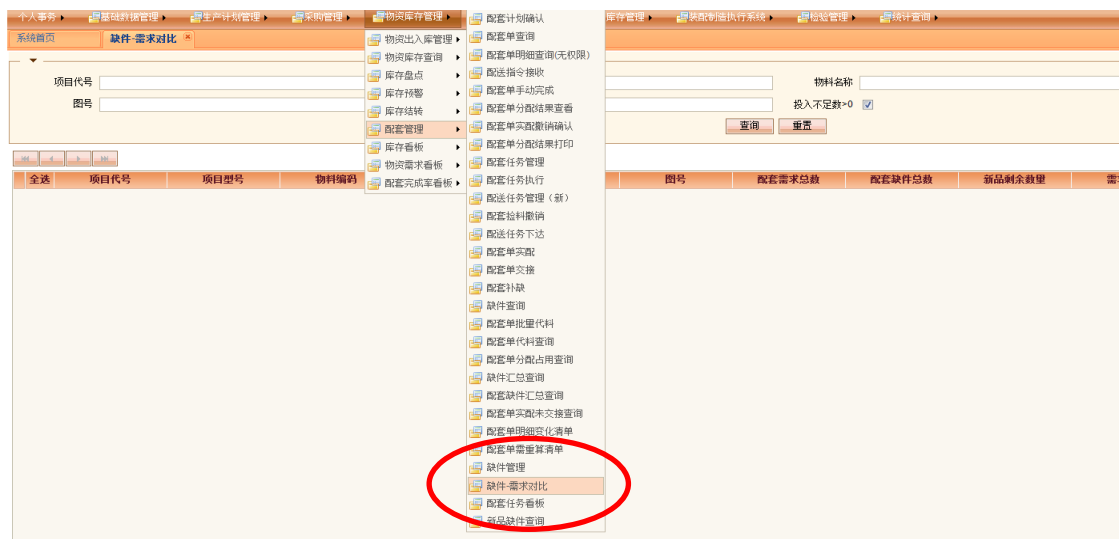 个人事务 基础数据管理 生产计划管理 采购管理 物资库存管理 库存管理 装配制造执行系统 检验管理 统计查询
系统首页 缺件-需求对比
项目代号 物料名称
图号 投入不足数>0
查询 重置
全选 项目代号 项目型号 物料编码 图号 配套需求总数 配套缺件总数 新品剩余数量 需
物资出入库管理
物资库存查询
库存盘点
库存预警
库存结转
配套管理
库存看板
物资需求看板
配套完成率看板
配套计划确认
配套单查询
配套单明细查询(无权限)
配送指令接收
配套单手动完成
配套单分配结果查看
配套单实配撤销确认
配套单分配结果打印
配套任务管理
配套任务执行
配送任务管理（新）
配套捡料撤销
配送任务下达
配套单实配
配套单交接
配套补缺
缺件查询
配套单批量代料
配套单代料查询
配套单分配占用查询
缺件汇总查询
配套缺件汇总查询
配套单实配未交接查询
配套单明细变化清单
配套单需重算清单
缺件管理
缺件-需求对比
配套任务看板
新品缺件查询